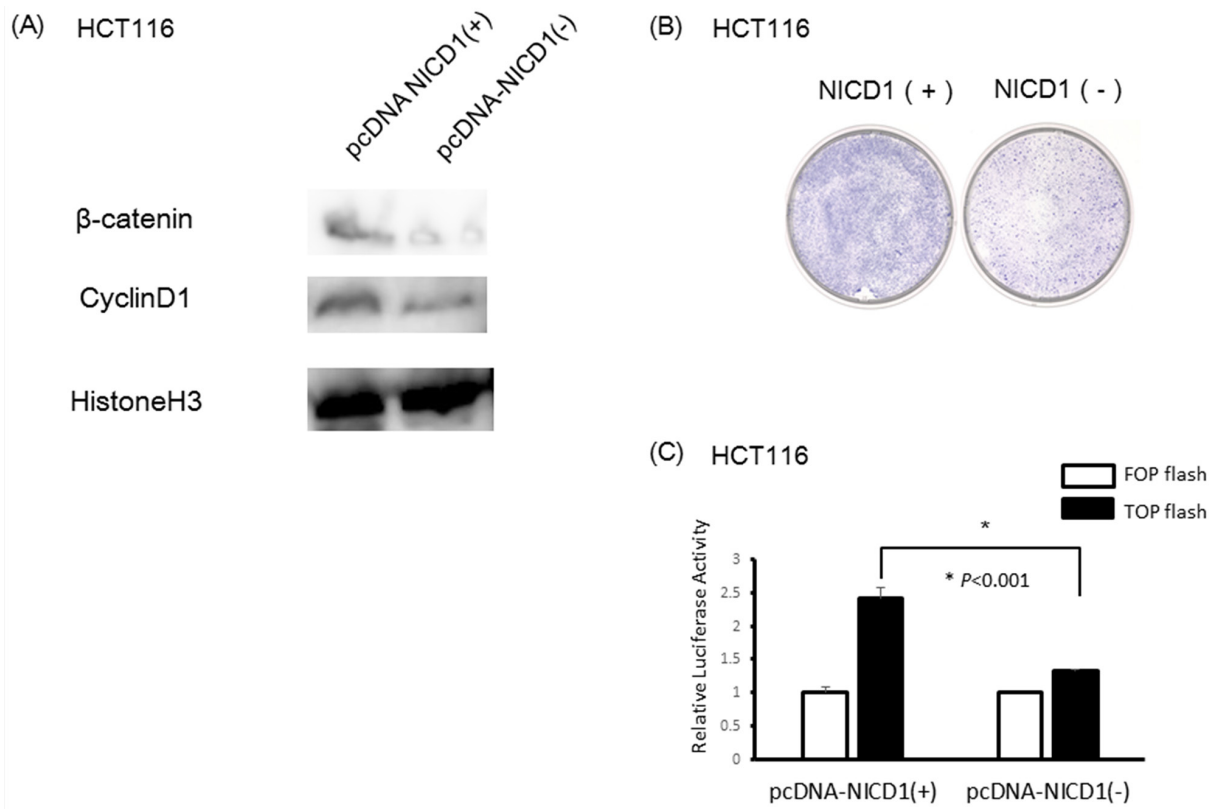 (A) HCT116
pcDNA NICD1(+)
pcDNA-NICD1(-)
β-catenin
CyclinD1
HistoneH3
(B) HCT116
NICD1 ( + ) NICD1 ( - )
(C) HCT116
FOP flash
TOP flash
*
* P<0.001
Relative Luciferase Activity
3
2.5
2
1.5
1
0.5
0
pcDNA-NICD1(+) pcDNA-NICD1(-)